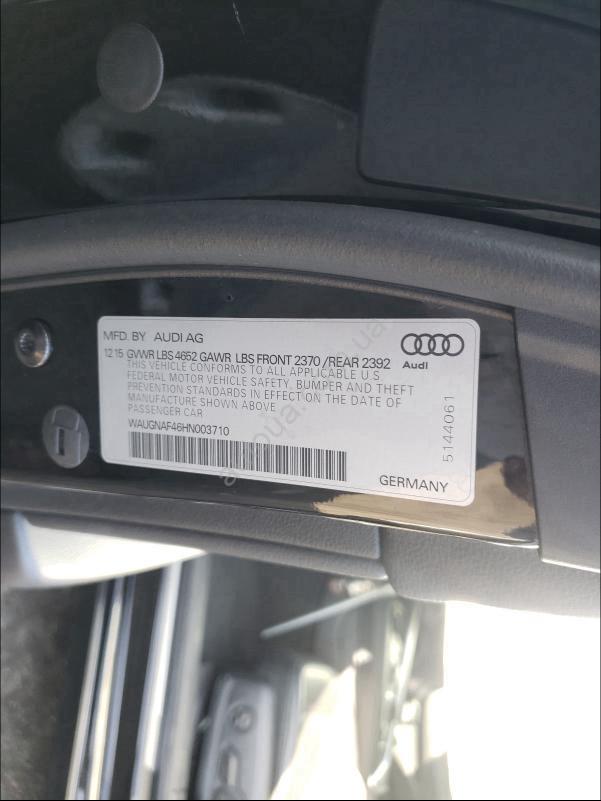 MFD. BY AUDI AG
12 15 GVWR LBS 4652 GAWR LBS FRONT 2370 / REAR 2392
THIS VEHICLE CONFORMS TO ALL APPLICABLE U.S.
FEDERAL MOTOR VEHICLE SAFETY, BUMPER AND THEFT
PREVENTION STANDARDS IN EFFECT ON THE DATE OF
MANUFACTURE SHOWN ABOVE
PASSENGER CAR
WAUGNAF46HN003710
Audi
5144061
GERMANY